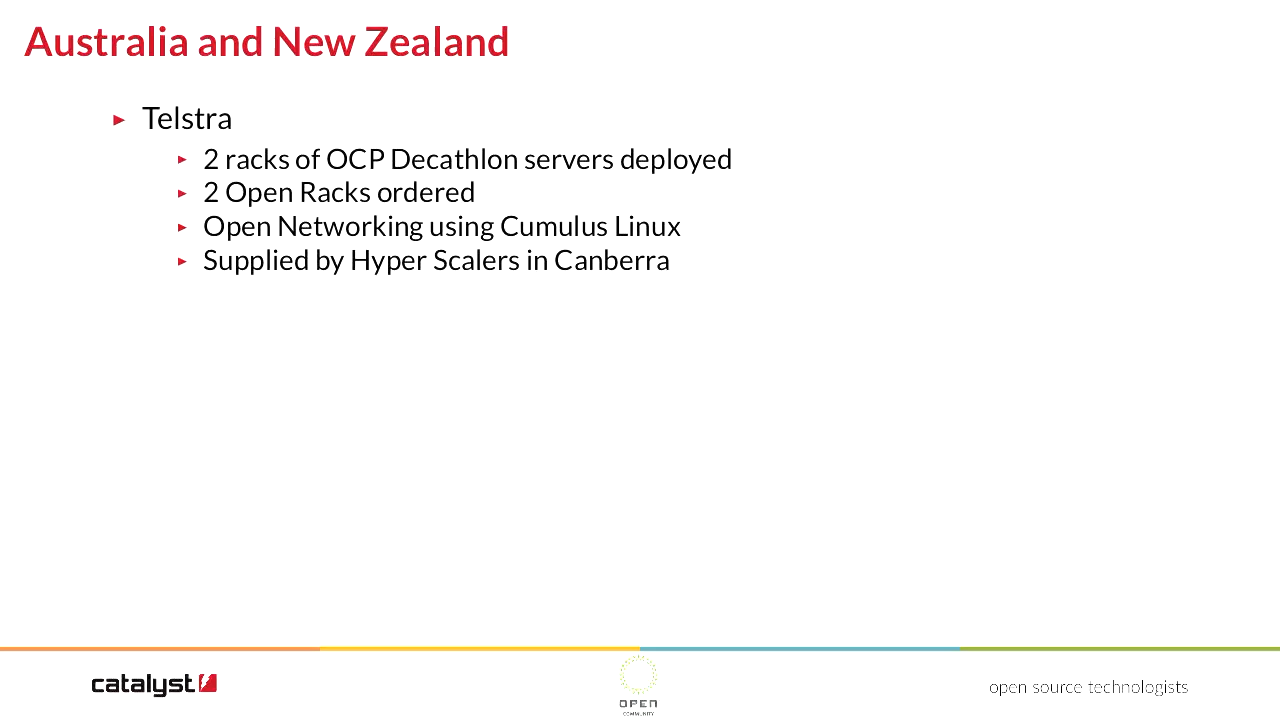 Australia and New Zealand
Telstra
2 racks of OCP Decathlon servers deployed
2 Open Racks ordered
Open Networking using Cumulus Linux
Supplied by Hyper Scalers in Canberra
catalyst
OPEN
COMMUNITY
open source technologists